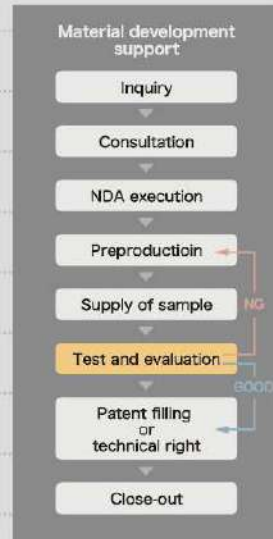 Material development
support
Inquiry
Consultation
NDA execution
Preproductioin
Supply of sample
NG
Test and evaluation
GOOD
Patent filling
or
technical right
Close-out